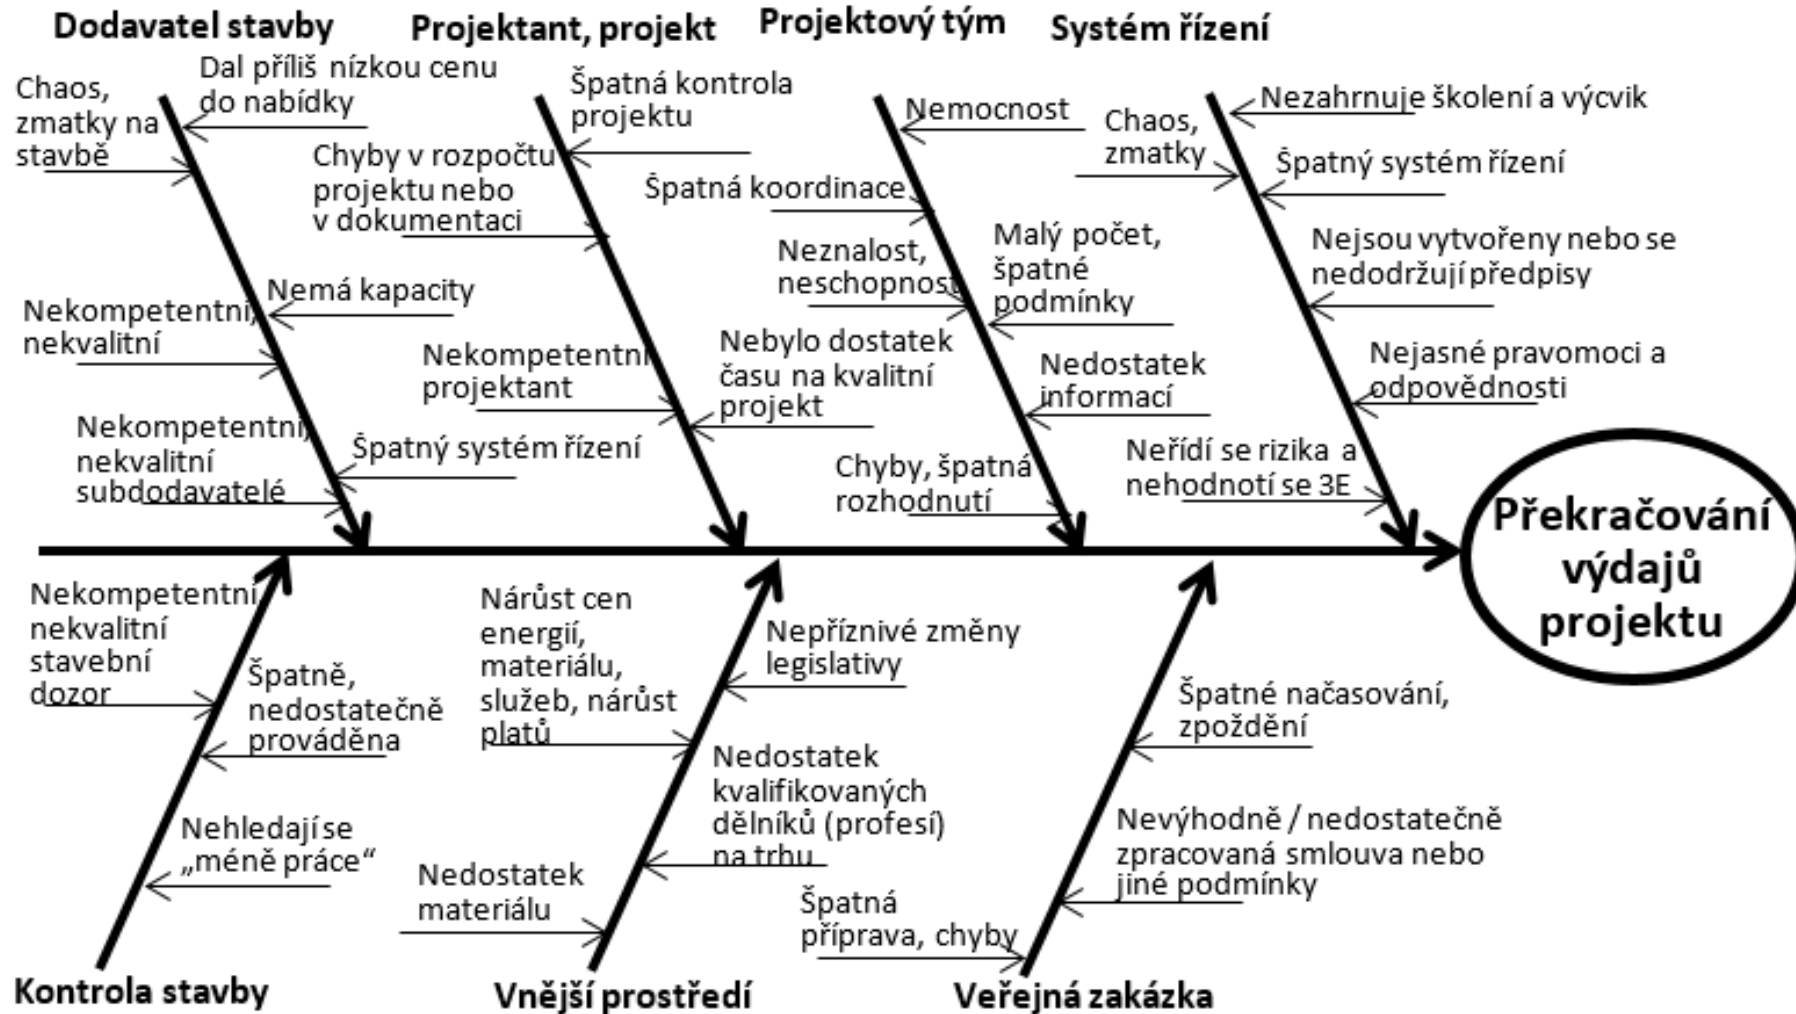 Dodavatel stavby
Projektant, projekt
Projektový tým
Systém řízení
Chaos,
zmatky na
stavbě
Dal příliš nízkou cenu
do nabídky
Nemá kapacity
Nekompetentní,
nekvalitní
Nekompetentní,
nekvalitní
subdodavatelé
Špatný systém řízení
Špatná kontrola
projektu
Chyby v rozpočtu
projektu nebo
v dokumentaci
Nekompetentní
projektant
Nebylo dostatek
času na kvalitní
projekt
Nemocnost
Špatná koordinace
Neznalost,
neschopnost
Malý počet,
špatné
podmínky
Nedostatek
informací
Chyby, špatná
rozhodnutí
Nezahrnuje školení a výcvik
Chaos,
zmatky
Špatný systém řízení
Nejsou vytvořeny nebo se
nedodržují předpisy
Nejasné pravomoci a
odpovědnosti
Neřídí se rizika a
nehodnotí se 3E
Překračování
výdajů
projektu
Nekompetentní
nekvalitní
stavební
dozor
Špatně,
nedostatečně
prováděna
Nehledají se
„méně práce“
Nárůst cen
energií,
materiálu,
služeb, nárůst
platů
Nepříznivé změny
legislativy
Nedostatek
kvalifikovaných
dělníků (profesí)
na trhu
Nedostatek
materiálu
Špatné načasování,
zpoždění
Nevýhodně / nedostatečně
zpracovaná smlouva nebo
jiné podmínky
Špatná
příprava, chyby
Kontrola stavby
Vnější prostředí
Veřejná zakázka